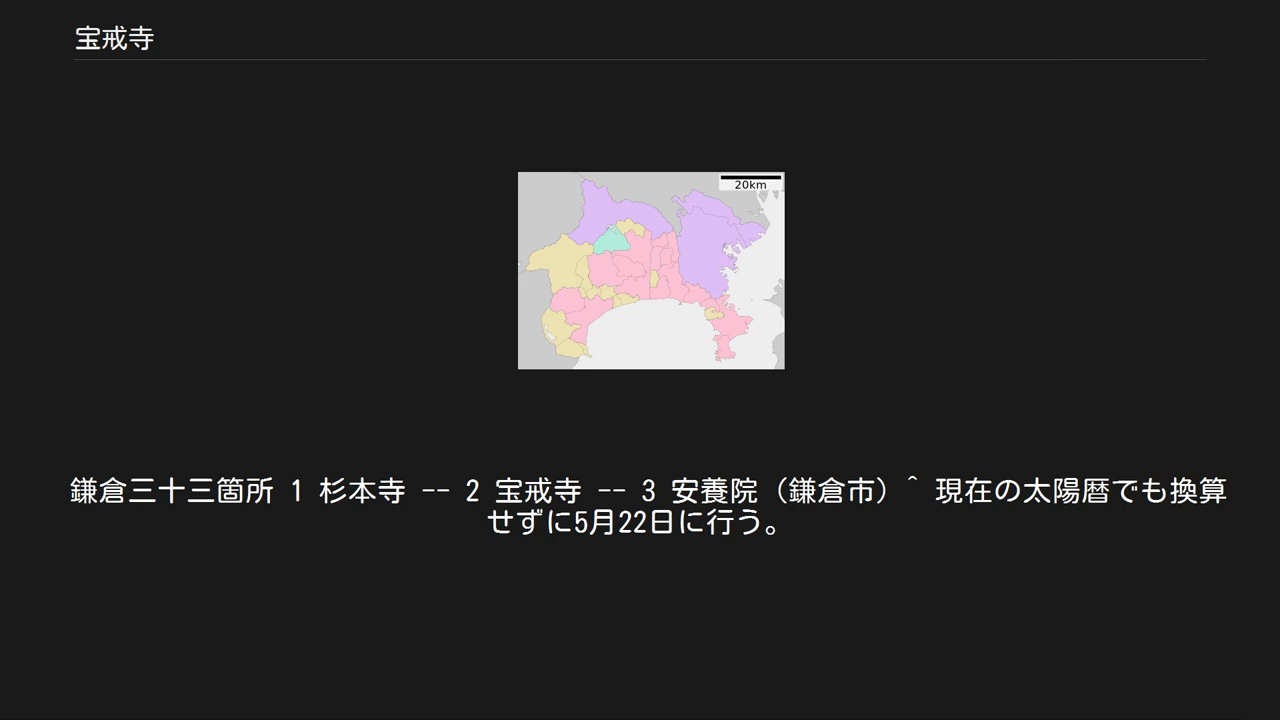 宝戒寺
20km
鎌倉三十三箇所 1 杉本寺 -- 2 宝戒寺 -- 3 安養院（鎌倉市）^ 現在の太陽暦でも換算
せずに5月22日に行う。